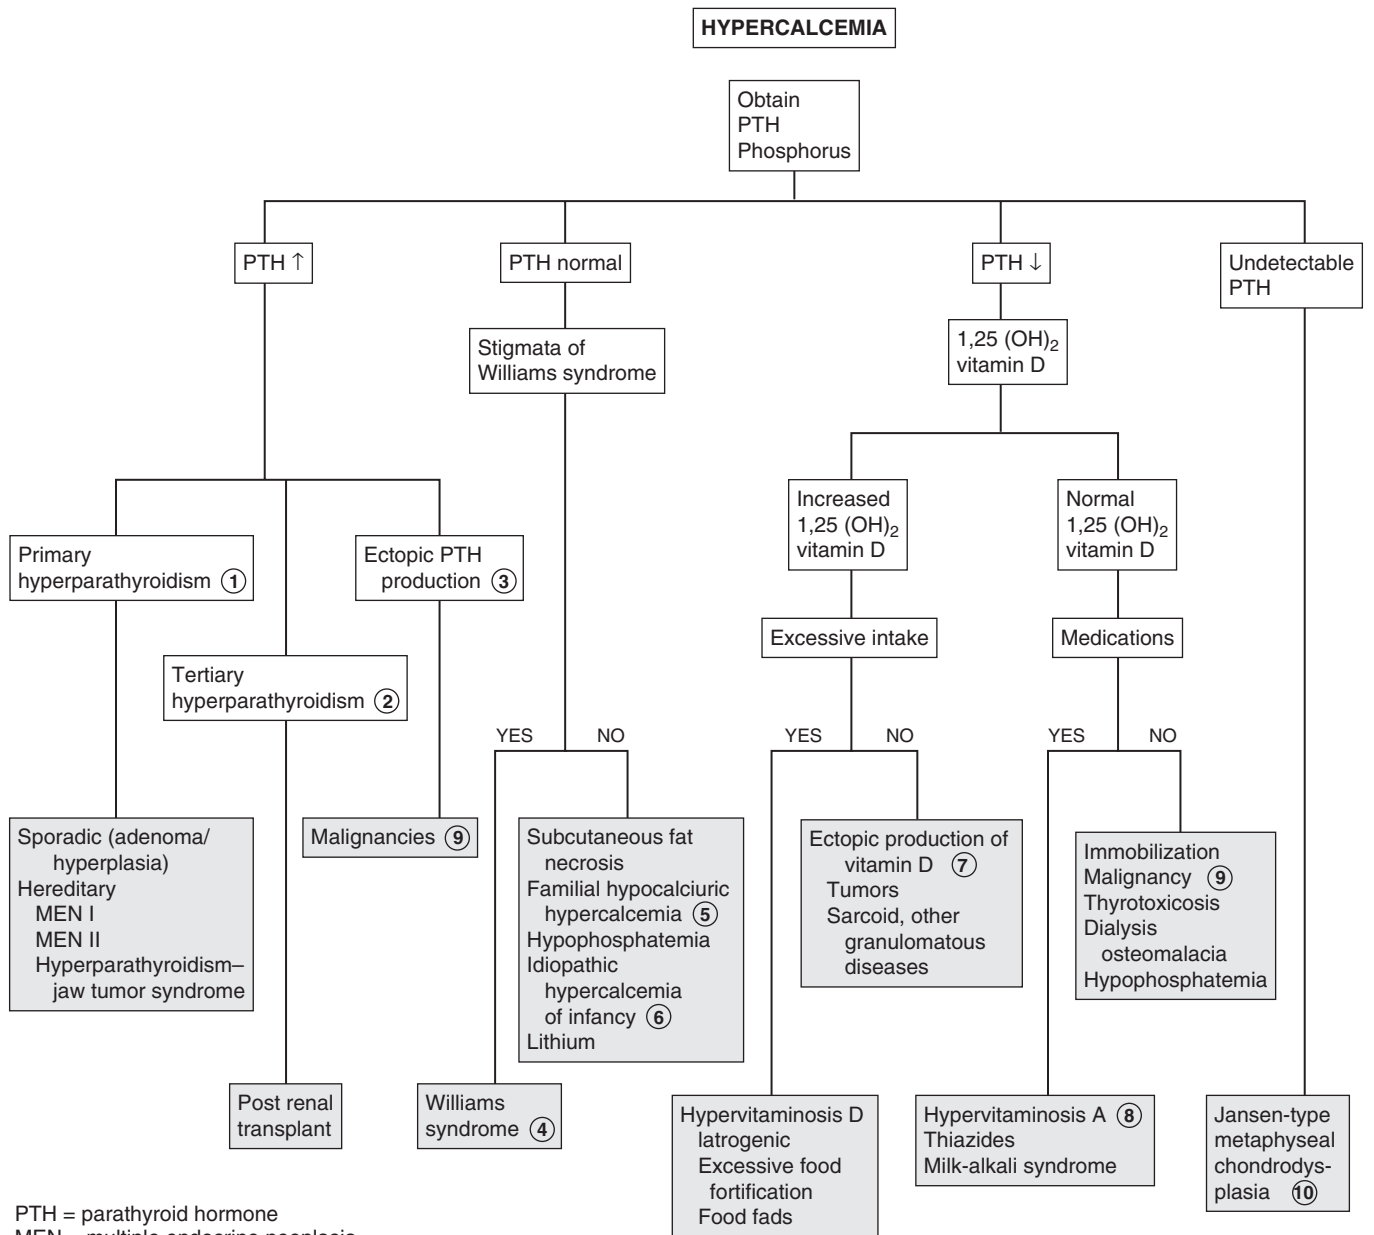 HYPERCALCEMIA
Obtain
PTH
Phosphorus
PTH ↑
PTH normal
PTH ↓
Undetectable
PTH
Stigmata of
Williams syndrome
1,25 (OH)2
vitamin D
Increased
1,25 (OH)2
vitamin D
Normal
1,25 (OH)2
vitamin D
Primary
hyperparathyroidism 1
Ectopic PTH
production 3
Excessive intake
Medications
Tertiary
hyperparathyroidism 2
YES NO
YES NO
YES NO
Sporadic (adenoma/
hyperplasia)
Hereditary
MEN I
MEN II
Hyperparathyroidism–
jaw tumor syndrome
Malignancies 9
Subcutaneous fat
necrosis
Familial hypocalciuric
hypercalcemia 5
Hypophosphatemia
Idiopathic
hypercalcemia
of infancy 6
Lithium
Ectopic production of
vitamin D 7
Tumors
Sarcoid, other
granulomatous
diseases
Immobilization
Malignancy 9
Thyrotoxicosis
Dialysis
osteomalacia
Hypophosphatemia
Post renal
transplant
Williams
syndrome 4
Hypervitaminosis D
Iatrogenic
Excessive food
fortification
Food fads
Hypervitaminosis A 8
Thiazides
Milk-alkali syndrome
Jansen-type
metaphyseal
chondrodys-
plasia 10
PTH = parathyroid hormone
MEN = multiple endocrine neoplasia